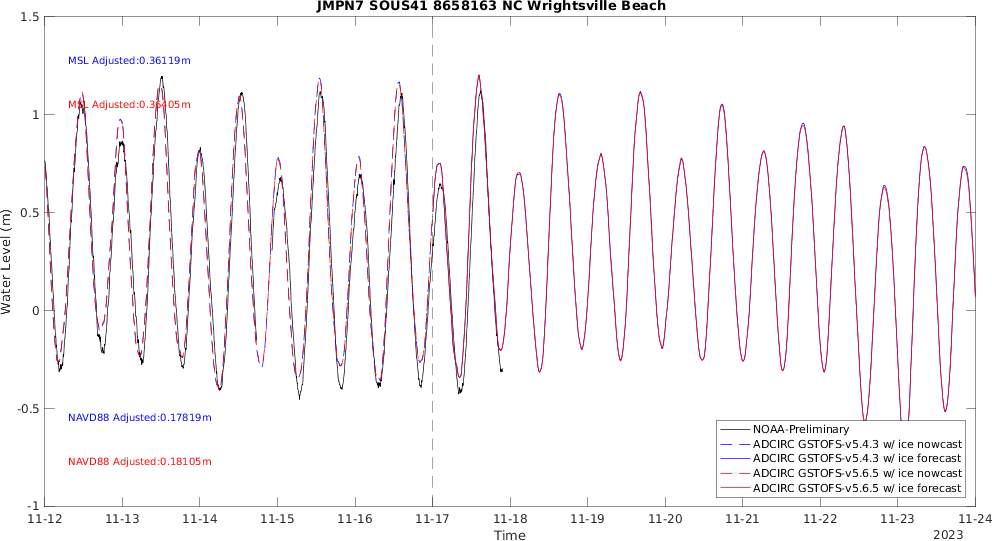 JMPN7 SOUS41 8658163 NC Wrightsville Beach
1.5
1
0.5
0
-0.5
-1
Water Level (m)
MSL Adjusted:0.36119m
MSL Adjusted:0.36405m
NAVD88 Adjusted:0.17819m
NAVD88 Adjusted:0.18105m
NOAA-Preliminary
ADCIRC GSTOFS-v5.4.3 w/ ice nowcast
ADCIRC GSTOFS-v5.4.3 w/ ice forecast
ADCIRC GSTOFS-v5.6.5 w/ ice nowcast
ADCIRC GSTOFS-v5.6.5 w/ ice forecast
11-12 11-13 11-14 11-15 11-16 11-17 11-18 11-19 11-20 11-21 11-22 11-23 11-24
Time
2023